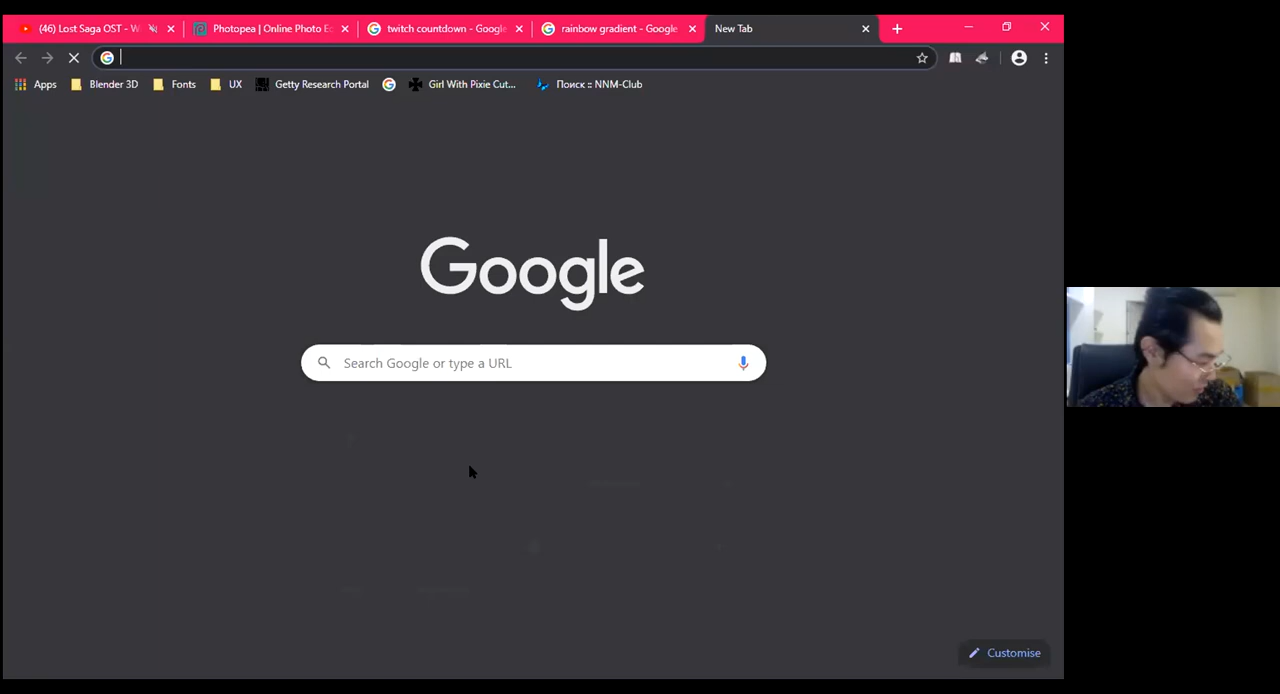 (46) Lost Saga OST - W
Photopea | Online Photo Ec
twitch countdown - Google
rainbow gradient - Google
New Tab
Apps
Blender 3D
Fonts
UX
Getty Research Portal
Girl With Pixie Cut...
Поиск :: NNM-Club
Google
Search Google or type a URL
Customise